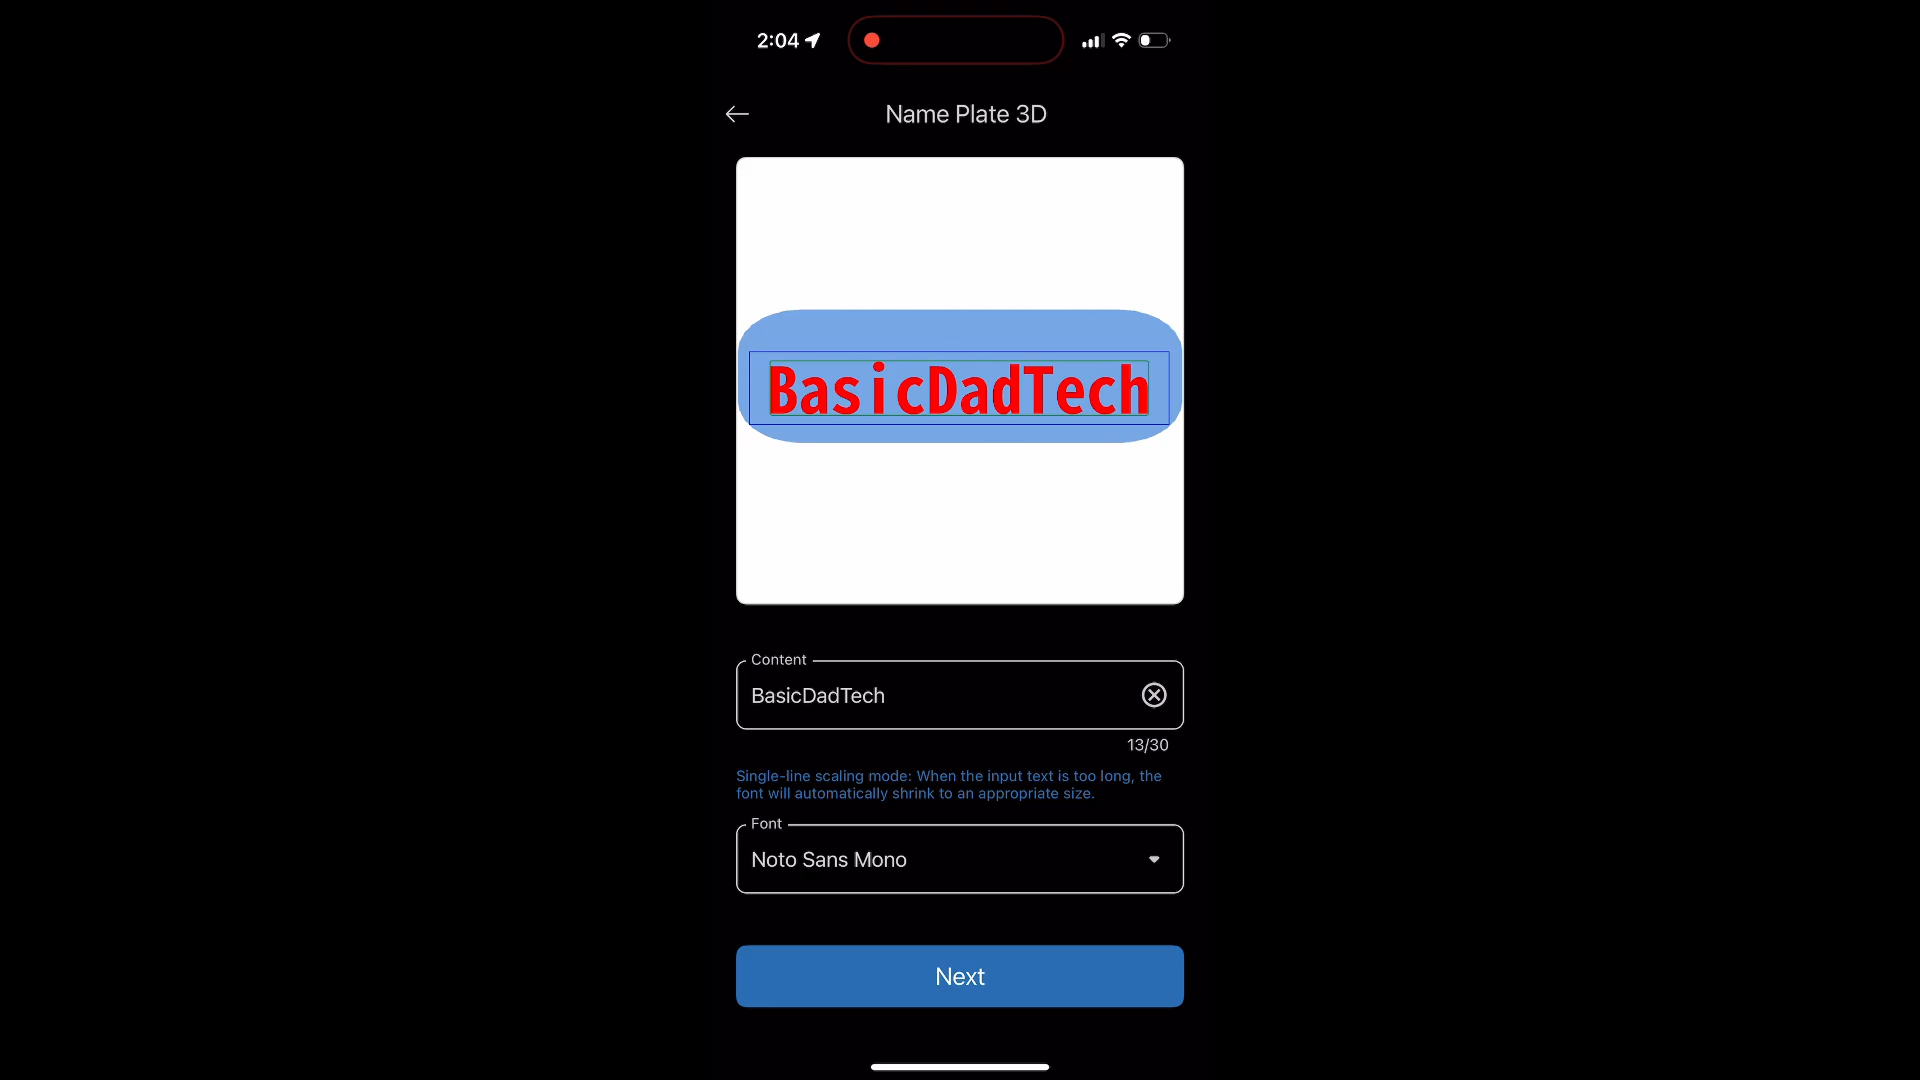 2:04
Name Plate 3D
BasicDadTech
Content
BasicDadTech
13/30
Single-line scaling mode: When the input text is too long, the
font will automatically shrink to an appropriate size.
Font
Noto Sans Mono
Next